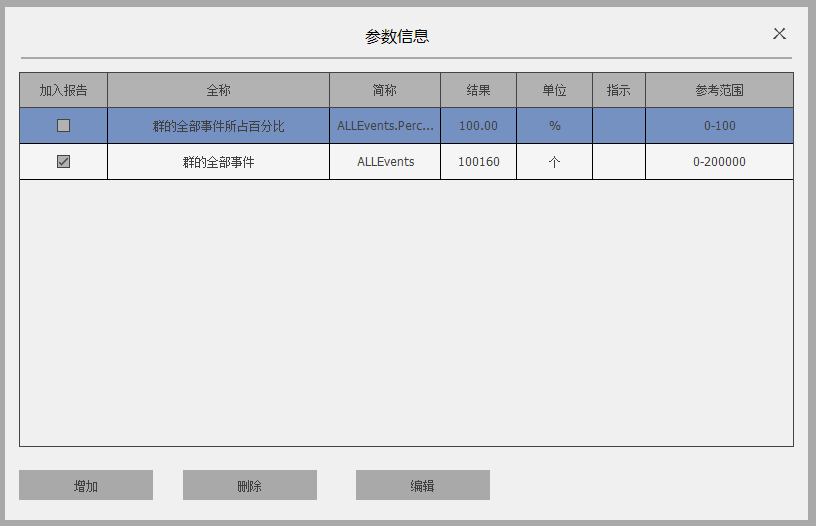 参数信息
加入报告 全称 简称 结果 单位 指示 参考范围
群的全部事件所占百分比 ALLEvents.Perc... 100.00 % 0-100
群的全部事件 ALLEvents 100160 个 0-200000
增加 删除 编辑